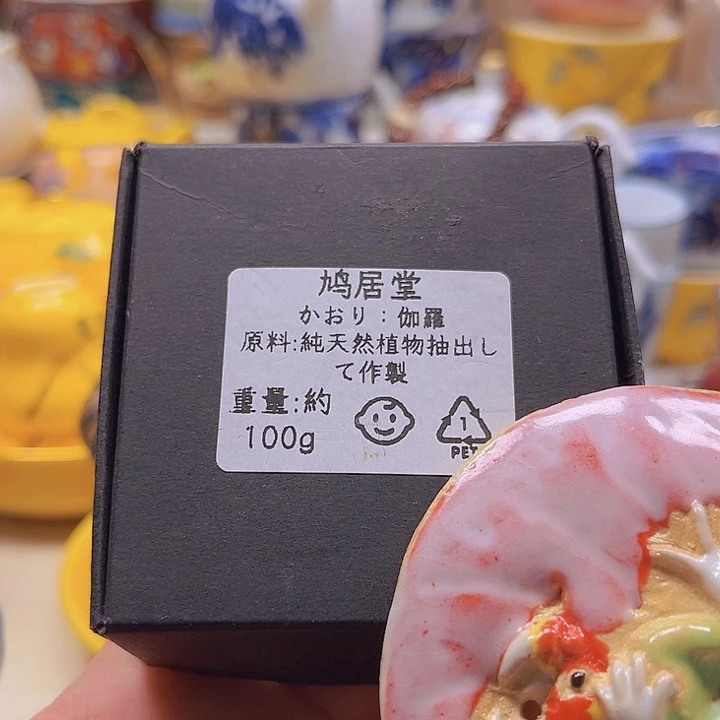 鳩居堂
かおり：伽羅
原料:純天然植物抽出し
て作製
重量:約
100g
1
PET